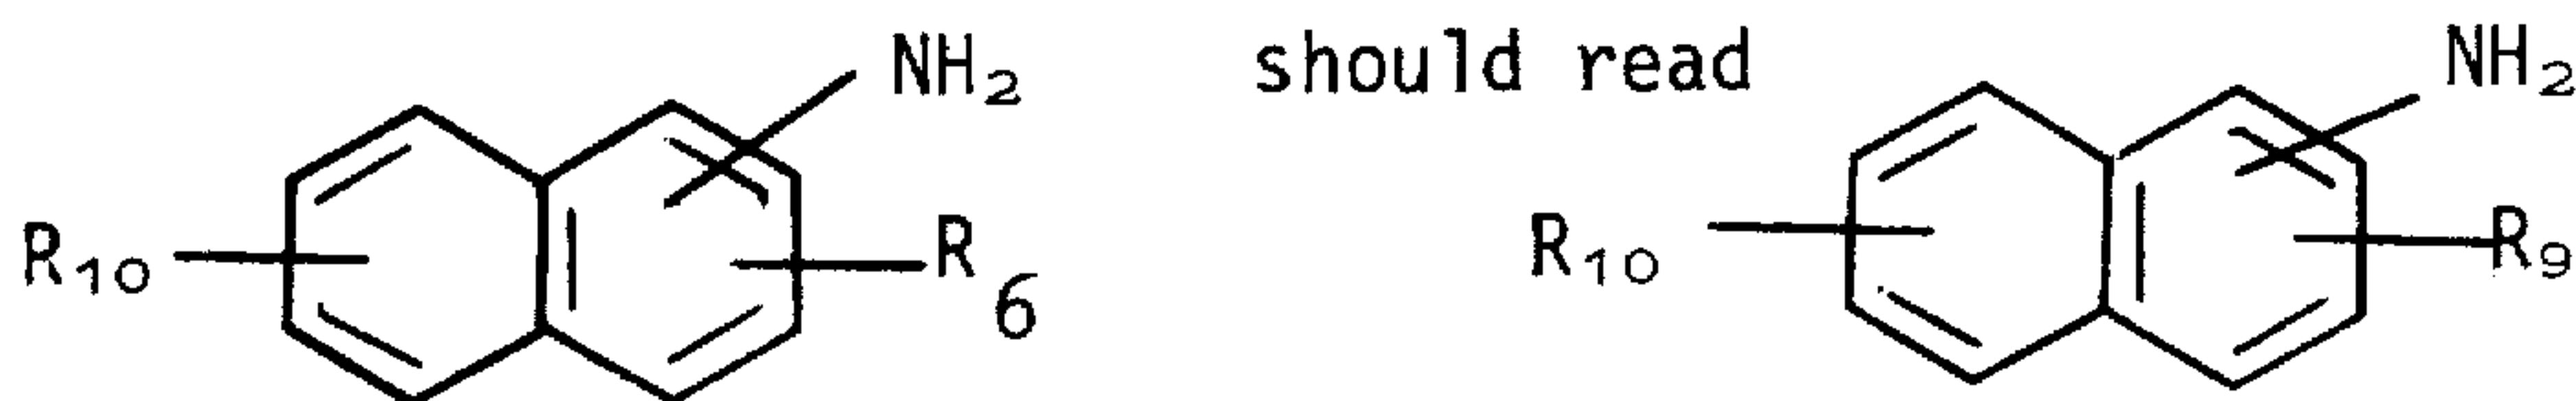 NH₂ should read NH₂
R₁₀ R₆ R₁₀ R₉